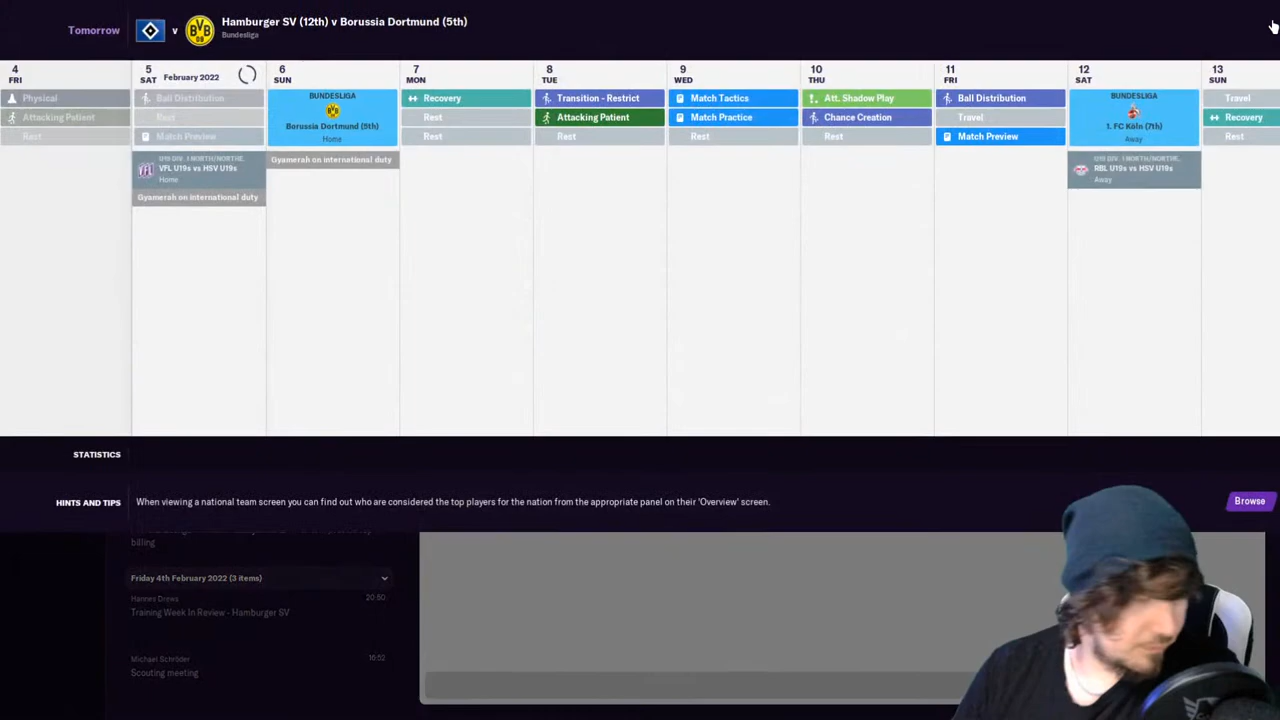 Tomorrow
v
Hamburger SV (12th) v Borussia Dortmund (5th)
Bundesliga
4
FRI
Physical
Attacking Patient
Rest
5
SAT February 2022
Ball Distribution
Rest
Match Preview
VFL U19s vs HSV U19s
Home
Gyamerah on international duty
6
SUN
BUNDESLIGA
Borussia Dortmund (5th)
Home
Gyamerah on international duty
7
MON
Recovery
Rest
Rest
8
TUE
Transition - Restrict
Attacking Patient
Rest
9
WED
Match Tactics
Match Practice
Rest
10
THU
Att. Shadow Play
Chance Creation
Rest
11
FRI
Ball Distribution
Travel
Match Preview
12
SAT
BUNDESLIGA
1. FC Köln (7th)
Away
RBL U19s vs HSV U19s
Away
13
SUN
Travel
Recovery
Rest
STATISTICS
HINTS AND TIPS
When viewing a national team screen you can find out who are considered the top players for the nation from the appropriate panel on their 'Overview' screen.
Browse
billing
Friday 4th February 2022 (3 items)
Hannes Drews 20:50
Training Week In Review - Hamburger SV
Michael Schröder 16:52
Scouting meeting